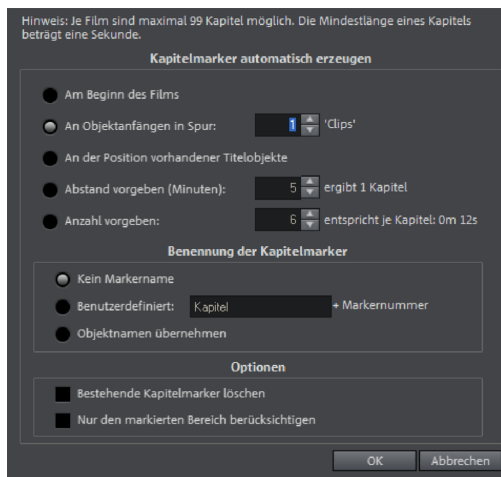 Hinweis: Je Film sind maximal 99 Kapitel möglich. Die Mindestlänge eines Kapitels
beträgt eine Sekunde.
Kapitelmarker automatisch erzeugen
Am Beginn des Films
An Objektanfängen in Spur: 1 'Clips'
An der Position vorhandener Titelobjekte
Abstand vorgeben (Minuten): 5 ergibt 1 Kapitel
Anzahl vorgeben: 6 entspricht je Kapitel: 0m 12s
Benennung der Kapitelmarker
Kein Markername
Benutzerdefiniert: Kapitel + Markernummer
Objektnamen übernehmen
Optionen
Bestehende Kapitelmarker löschen
Nur den markierten Bereich berücksichtigen
OK Abbrechen